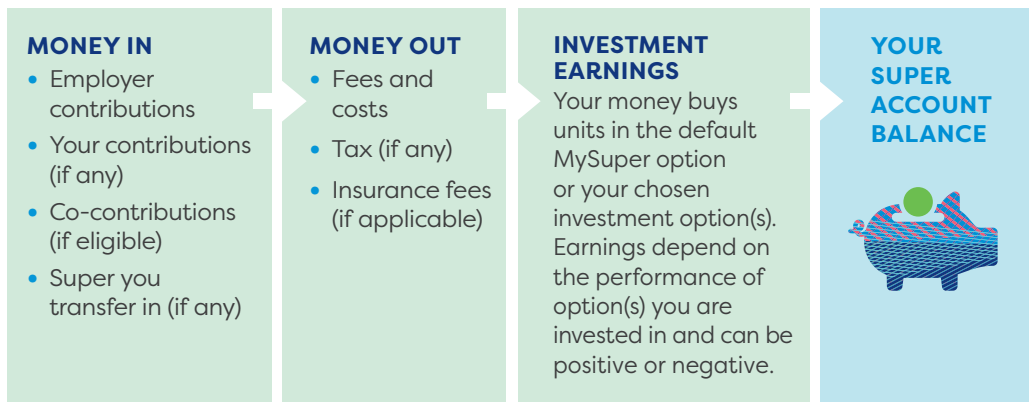 MONEY IN
• Employer
contributions
• Your contributions
(if any)
• Co-contributions
(if eligible)
• Super you
transfer in (if any)
MONEY OUT
• Fees and
costs
• Tax (if any)
• Insurance fees
(if applicable)
INVESTMENT
EARNINGS
Your money buys
units in the default
MySuper option
or your chosen
investment option(s).
Earnings depend on
the performance of
option(s) you are
invested in and can be
positive or negative.
YOUR
SUPER
ACCOUNT
BALANCE